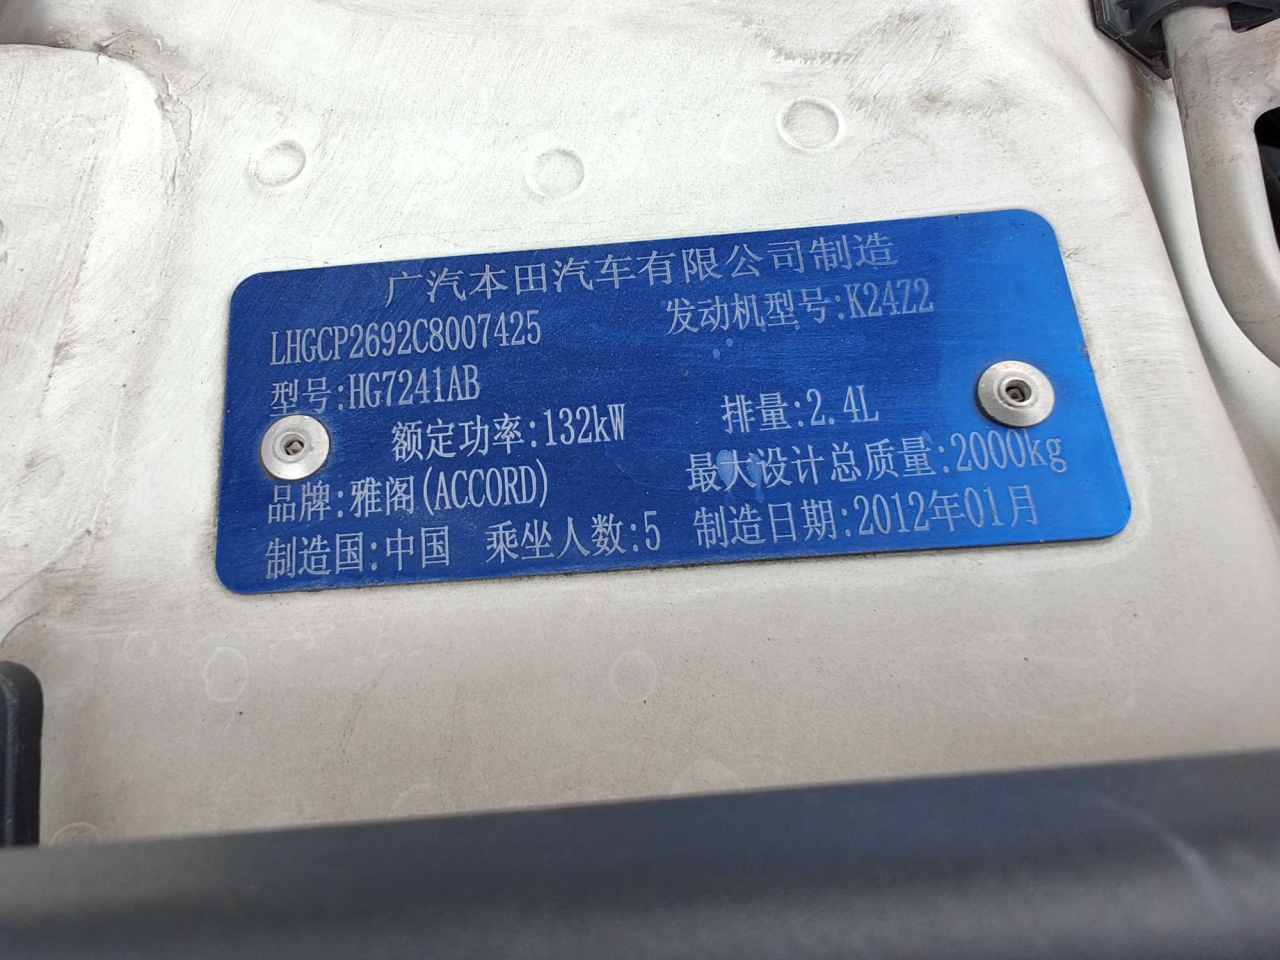 广汽本田汽车有限公司制造
LHGCP2692C8007425 发动机型号:K24Z2
型号:HG7241AB
额定功率:132kW 排量:2.4L
品牌:雅阁(ACCORD) 最大设计总质量:2000kg
制造国:中国 乘坐人数:5 制造日期:2012年01月